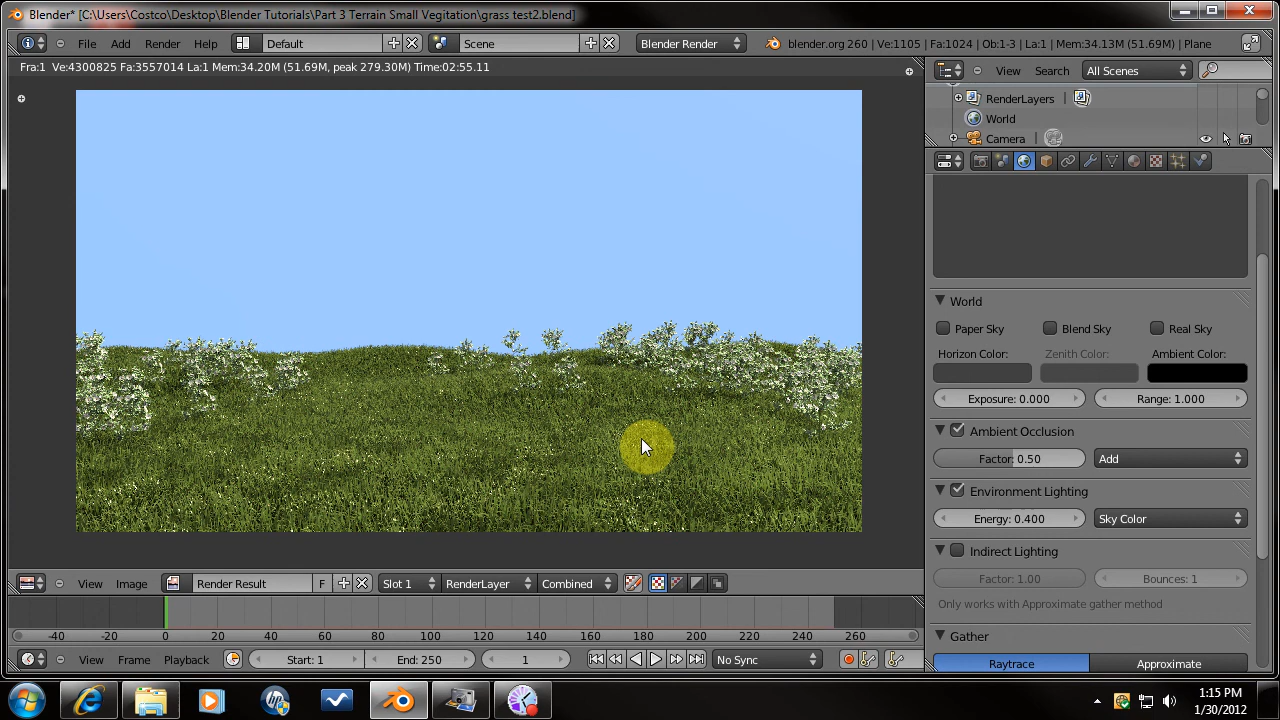 Blender* [C:\Users\Costco\Desktop\Blender Tutorials\Part 3 Terrain Small Vegitation\grass test2.blend]
File Add Render Help Default Scene Blender Render blender.org 260 | Ve:1105 | Fa:1024 | Ob:1-3 | La:1 | Mem:34.13M (51.69M) | Plane
Fra:1 Ve:4300825 Fa:3557014 La:1 Mem:34.20M (51.69M, peak 279.30M) Time:02:55.11
View Search All Scenes
RenderLayers
World
Camera
World
Paper Sky Blend Sky Real Sky
Horizon Color: Zenith Color: Ambient Color:
Exposure: 0.000 Range: 1.000
Ambient Occlusion
Factor: 0.50 Add
Environment Lighting
Energy: 0.400 Sky Color
Indirect Lighting
Factor: 1.00 Bounces: 1
Only works with Approximate gather method
Gather
Raytrace Approximate
View Image Render Result F Slot 1 RenderLayer Combined
-40 -20 0 20 40 60 80 100 120 140 160 180 200 220 240 260
View Frame Playback Start: 1 End: 250 1 No Sync
1:15 PM
1/30/2012